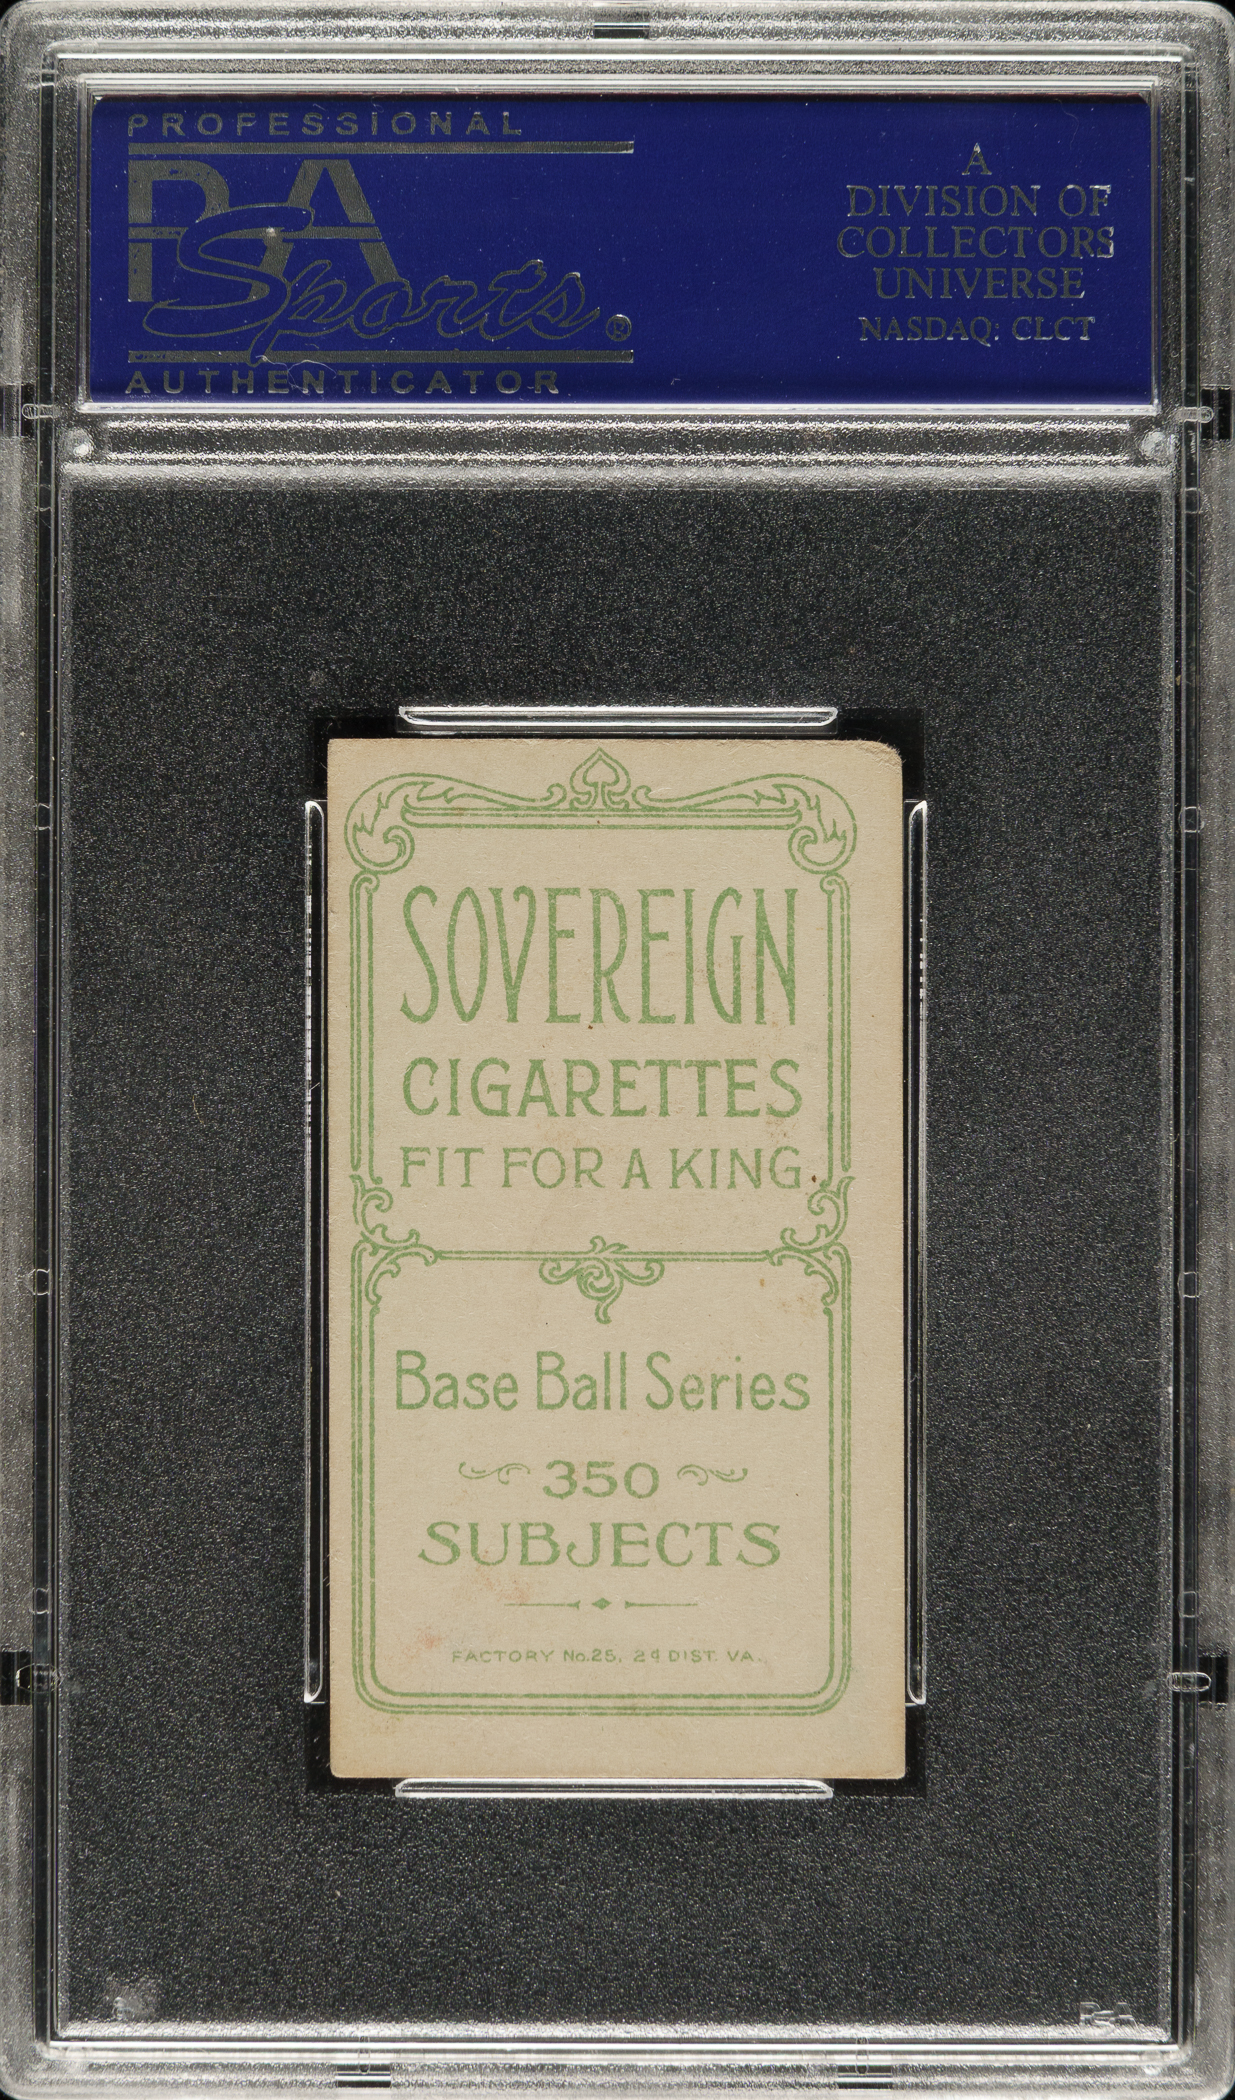 PROFESSIONAL
PSA
Sports®
AUTHENTICATOR
A
DIVISION OF
COLLECTORS
UNIVERSE
NASDAQ: CLCT
SOVEREIGN
CIGARETTES
FIT FOR A KING
Base Ball Series
350
SUBJECTS
FACTORY No.25, 2d DIST. VA.
PSA